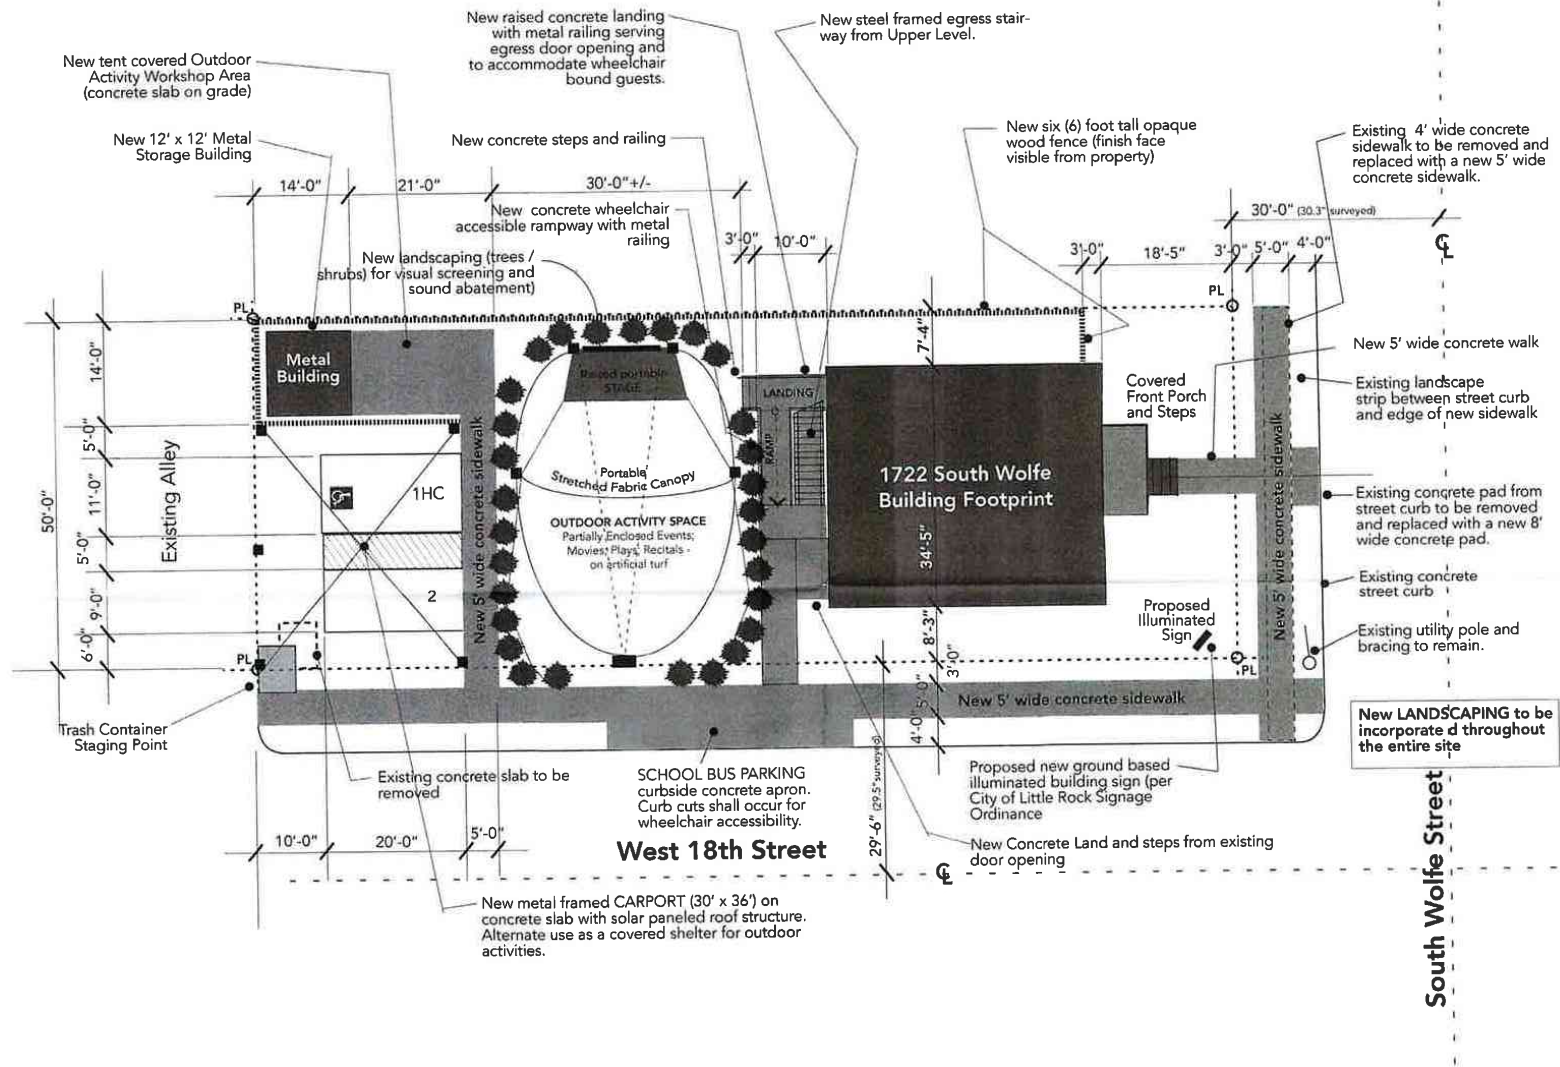 New raised concrete landing
with metal railing serving
egress door opening and
to accommodate wheelchair
bound guests.
New steel framed egress stair-
way from Upper Level.
New tent covered Outdoor
Activity Workshop Area
(concrete slab on grade)
New 12' x 12' Metal
Storage Building
New concrete steps and railing
New six (6) foot tall opaque
wood fence (finish face
visible from property)
Existing 4' wide concrete
sidewalk to be removed and
replaced with a new 5' wide
concrete sidewalk.
14'-0"
21'-0"
30'-0"+/-
New concrete wheelchair
accessible rampway with metal
railing
3'-0"
10'-0"
3'-0"
18'-5"
3'-0"
5'-0"
4'-0"
30'-0" (30.3" surveyed)
CL
New landscaping (trees /
shrubs) for visual screening and
sound abatement)
PL
PL
14'-0"
5'-0"
11'-0"
5'-0"
9'-0"
6'-0"
50'-0"
Existing Alley
Metal
Building
Raised portable
STAGE
LANDING
RAMP
7'-4"
Covered
Front Porch
and Steps
New 5' wide concrete walk
Existing landscape
strip between street curb
and edge of new sidewalk
1HC
2
New 5' wide concrete sidewalk
Portable
Stretched Fabric Canopy
OUTDOOR ACTIVITY SPACE
Partially Enclosed Events;
Movies; Plays; Recitals -
on artificial turf
1722 South Wolfe
Building Footprint
34'-5"
New 5' wide concrete sidewalk
Existing concrete pad from
street curb to be removed
and replaced with a new 8'
wide concrete pad.
Existing concrete
street curb
Proposed
Illuminated
Sign
Existing utility pole and
bracing to remain.
PL
PL
8'-3"
3'-0"
5'-0"
4'-0"
New 5' wide concrete sidewalk
New LANDSCAPING to be
incorporate d throughout
the entire site
Trash Container
Staging Point
Existing concrete slab to be
removed
SCHOOL BUS PARKING
curbside concrete apron.
Curb cuts shall occur for
wheelchair accessibility.
29'-6" (29.5" surveyed)
Proposed new ground based
illuminated building sign (per
City of Little Rock Signage
Ordinance
New Concrete Land and steps from existing
door opening
10'-0"
20'-0"
5'-0"
West 18th Street
CL
South Wolfe Street
New metal framed CARPORT (30' x 36') on
concrete slab with solar paneled roof structure.
Alternate use as a covered shelter for outdoor
activities.